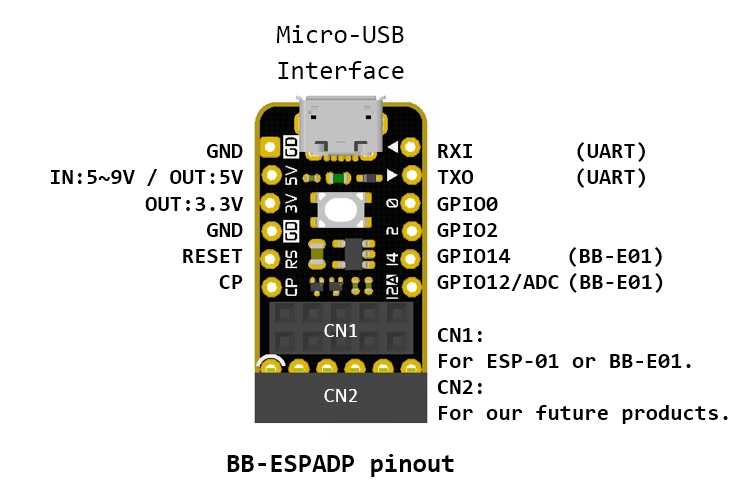 Micro-USB
Interface
GND GD RXI (UART)
IN:5~9V / OUT:5V 5V TXO (UART)
OUT:3.3V 3V 0 GPIO0
GND GD 2 GPIO2
RESET RS 14 GPIO14 (BB-E01)
CP CP 12A GPIO12/ADC (BB-E01)
CN1
CN1:
For ESP-01 or BB-E01.
CN2:
CN2
For our future products.
BB-ESPADP pinout